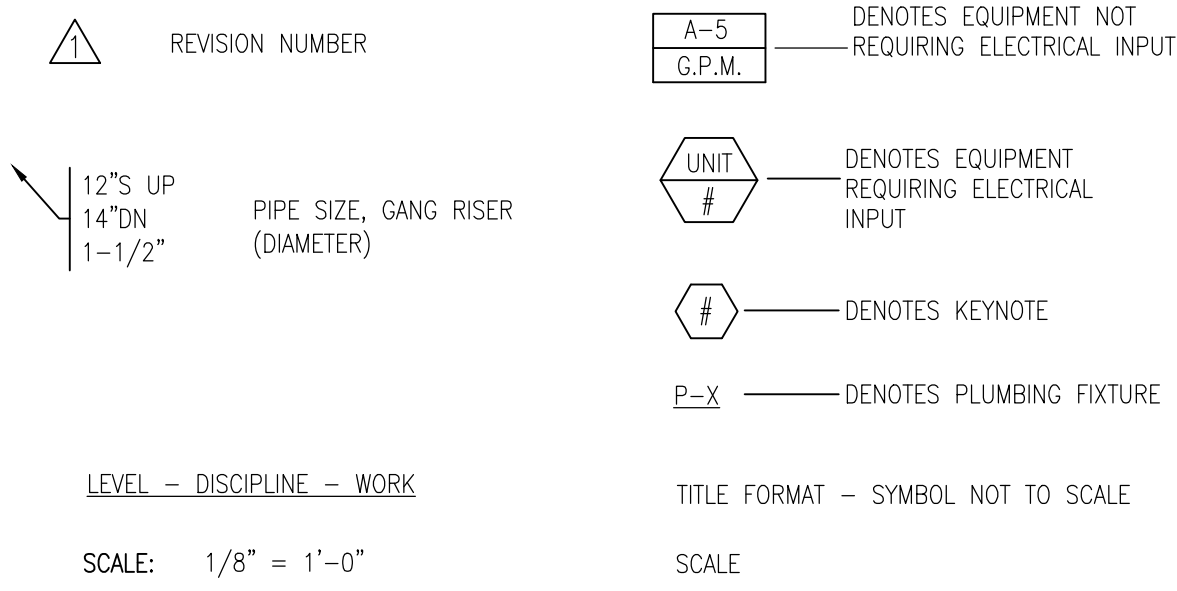 1
REVISION NUMBER
A-5
G.P.M.
DENOTES EQUIPMENT NOT
REQUIRING ELECTRICAL INPUT
12"S UP
14"DN
1-1/2"
PIPE SIZE, GANG RISER
(DIAMETER)
UNIT
#
DENOTES EQUIPMENT
REQUIRING ELECTRICAL
INPUT
#
DENOTES KEYNOTE
P-X
DENOTES PLUMBING FIXTURE
LEVEL - DISCIPLINE - WORK
TITLE FORMAT - SYMBOL NOT TO SCALE
SCALE: 1/8" = 1'-0"
SCALE